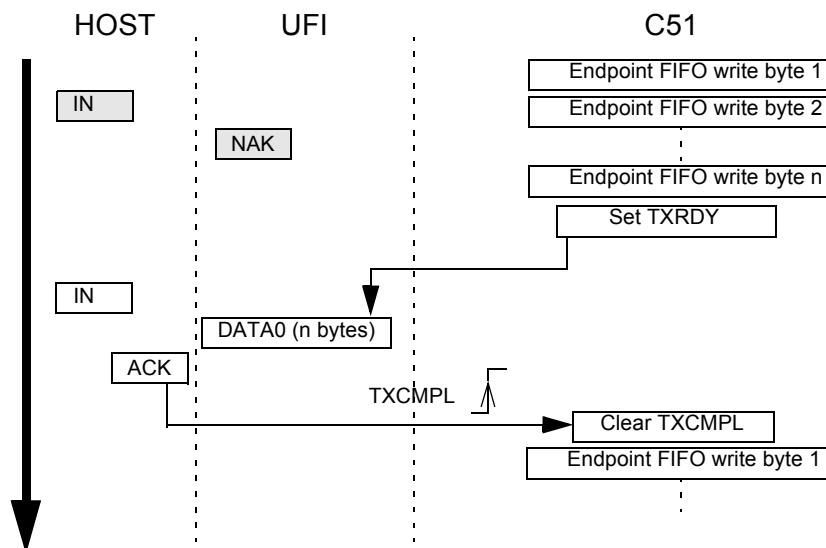 HOST UFI C51
Endpoint FIFO write byte 1
IN
Endpoint FIFO write byte 2
NAK
Endpoint FIFO write byte n
Set TXRDY
IN
DATA0 (n bytes)
ACK
TXCMPL
Clear TXCMPL
Endpoint FIFO write byte 1